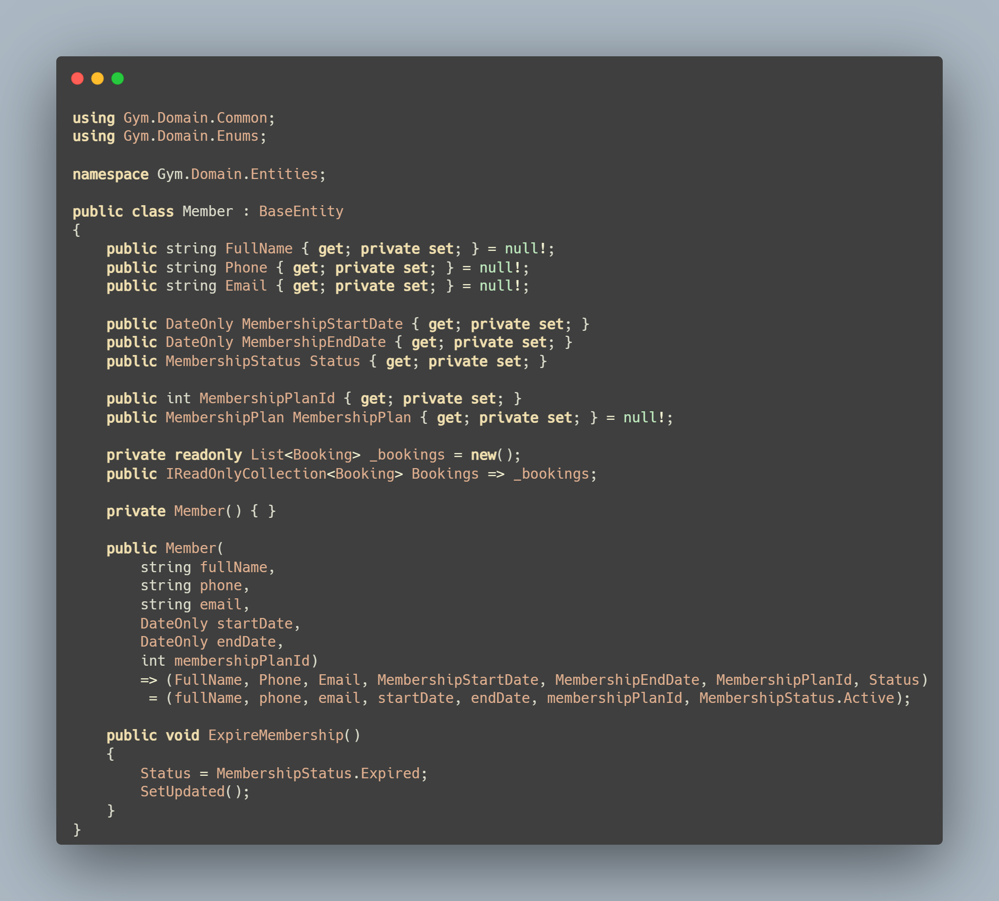 using Gym.Domain.Common;
using Gym.Domain.Enums;

namespace Gym.Domain.Entities;

public class Member : BaseEntity
{
    public string FullName { get; private set; } = null!;
    public string Phone { get; private set; } = null!;
    public string Email { get; private set; } = null!;

    public DateOnly MembershipStartDate { get; private set; }
    public DateOnly MembershipEndDate { get; private set; }
    public MembershipStatus Status { get; private set; }

    public int MembershipPlanId { get; private set; }
    public MembershipPlan MembershipPlan { get; private set; } = null!;

    private readonly List<Booking> _bookings = new();
    public IReadOnlyCollection<Booking> Bookings => _bookings;

    private Member() { }

    public Member(
        string fullName,
        string phone,
        string email,
        DateOnly startDate,
        DateOnly endDate,
        int membershipPlanId)
        => (FullName, Phone, Email, MembershipStartDate, MembershipEndDate, MembershipPlanId, Status)
         = (fullName, phone, email, startDate, endDate, membershipPlanId, MembershipStatus.Active);

    public void ExpireMembership()
    {
        Status = MembershipStatus.Expired;
        SetUpdated();
    }
}